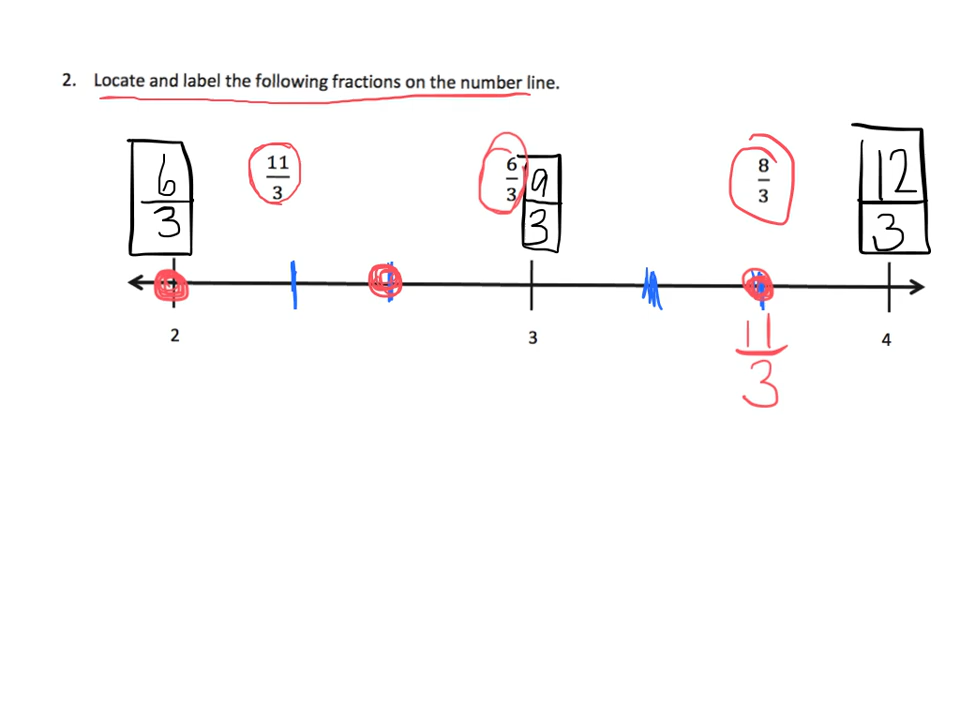 2. Locate and label the following fractions on the number line.
6/3 11/3 6/3 9/3 8/3 12/3
2 3 4
11/3